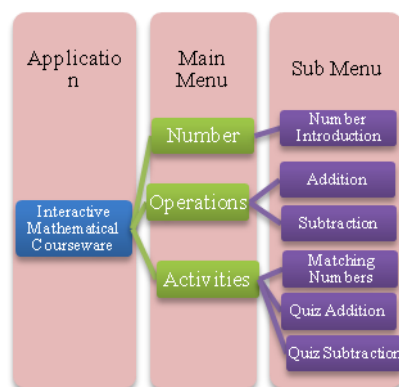 Applicatio
n
Main
Menu
Sub Menu
Interactive
Mathematical
Courseware
Number
Operations
Activities
Number
Introduction
Addition
Subtraction
Matching
Numbers
Quiz Addition
Quiz Subtraction